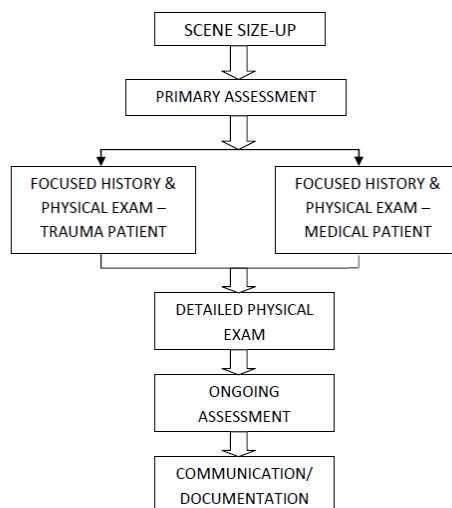 SCENE SIZE-UP
PRIMARY ASSESSMENT
FOCUSED HISTORY &
PHYSICAL EXAM –
TRAUMA PATIENT
FOCUSED HISTORY &
PHYSICAL EXAM –
MEDICAL PATIENT
DETAILED PHYSICAL
EXAM
ONGOING
ASSESSMENT
COMMUNICATION/
DOCUMENTATION